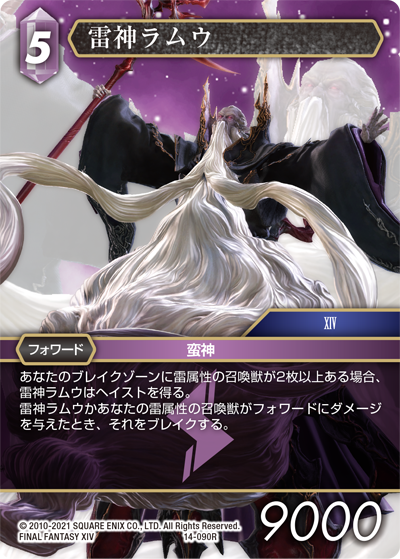 5
雷神ラムウ
XIV
フォワード
蛮神
あなたのブレイクゾーンに雷属性の召喚獣が2枚以上ある場合、
雷神ラムウはヘイストを得る。
雷神ラムウかあなたの雷属性の召喚獣がフォワードにダメージ
を与えたとき、それをブレイクする。
© 2010-2021 SQUARE ENIX CO., LTD. All Rights Reserved.
FINAL FANTASY XIV
14-090R
9000